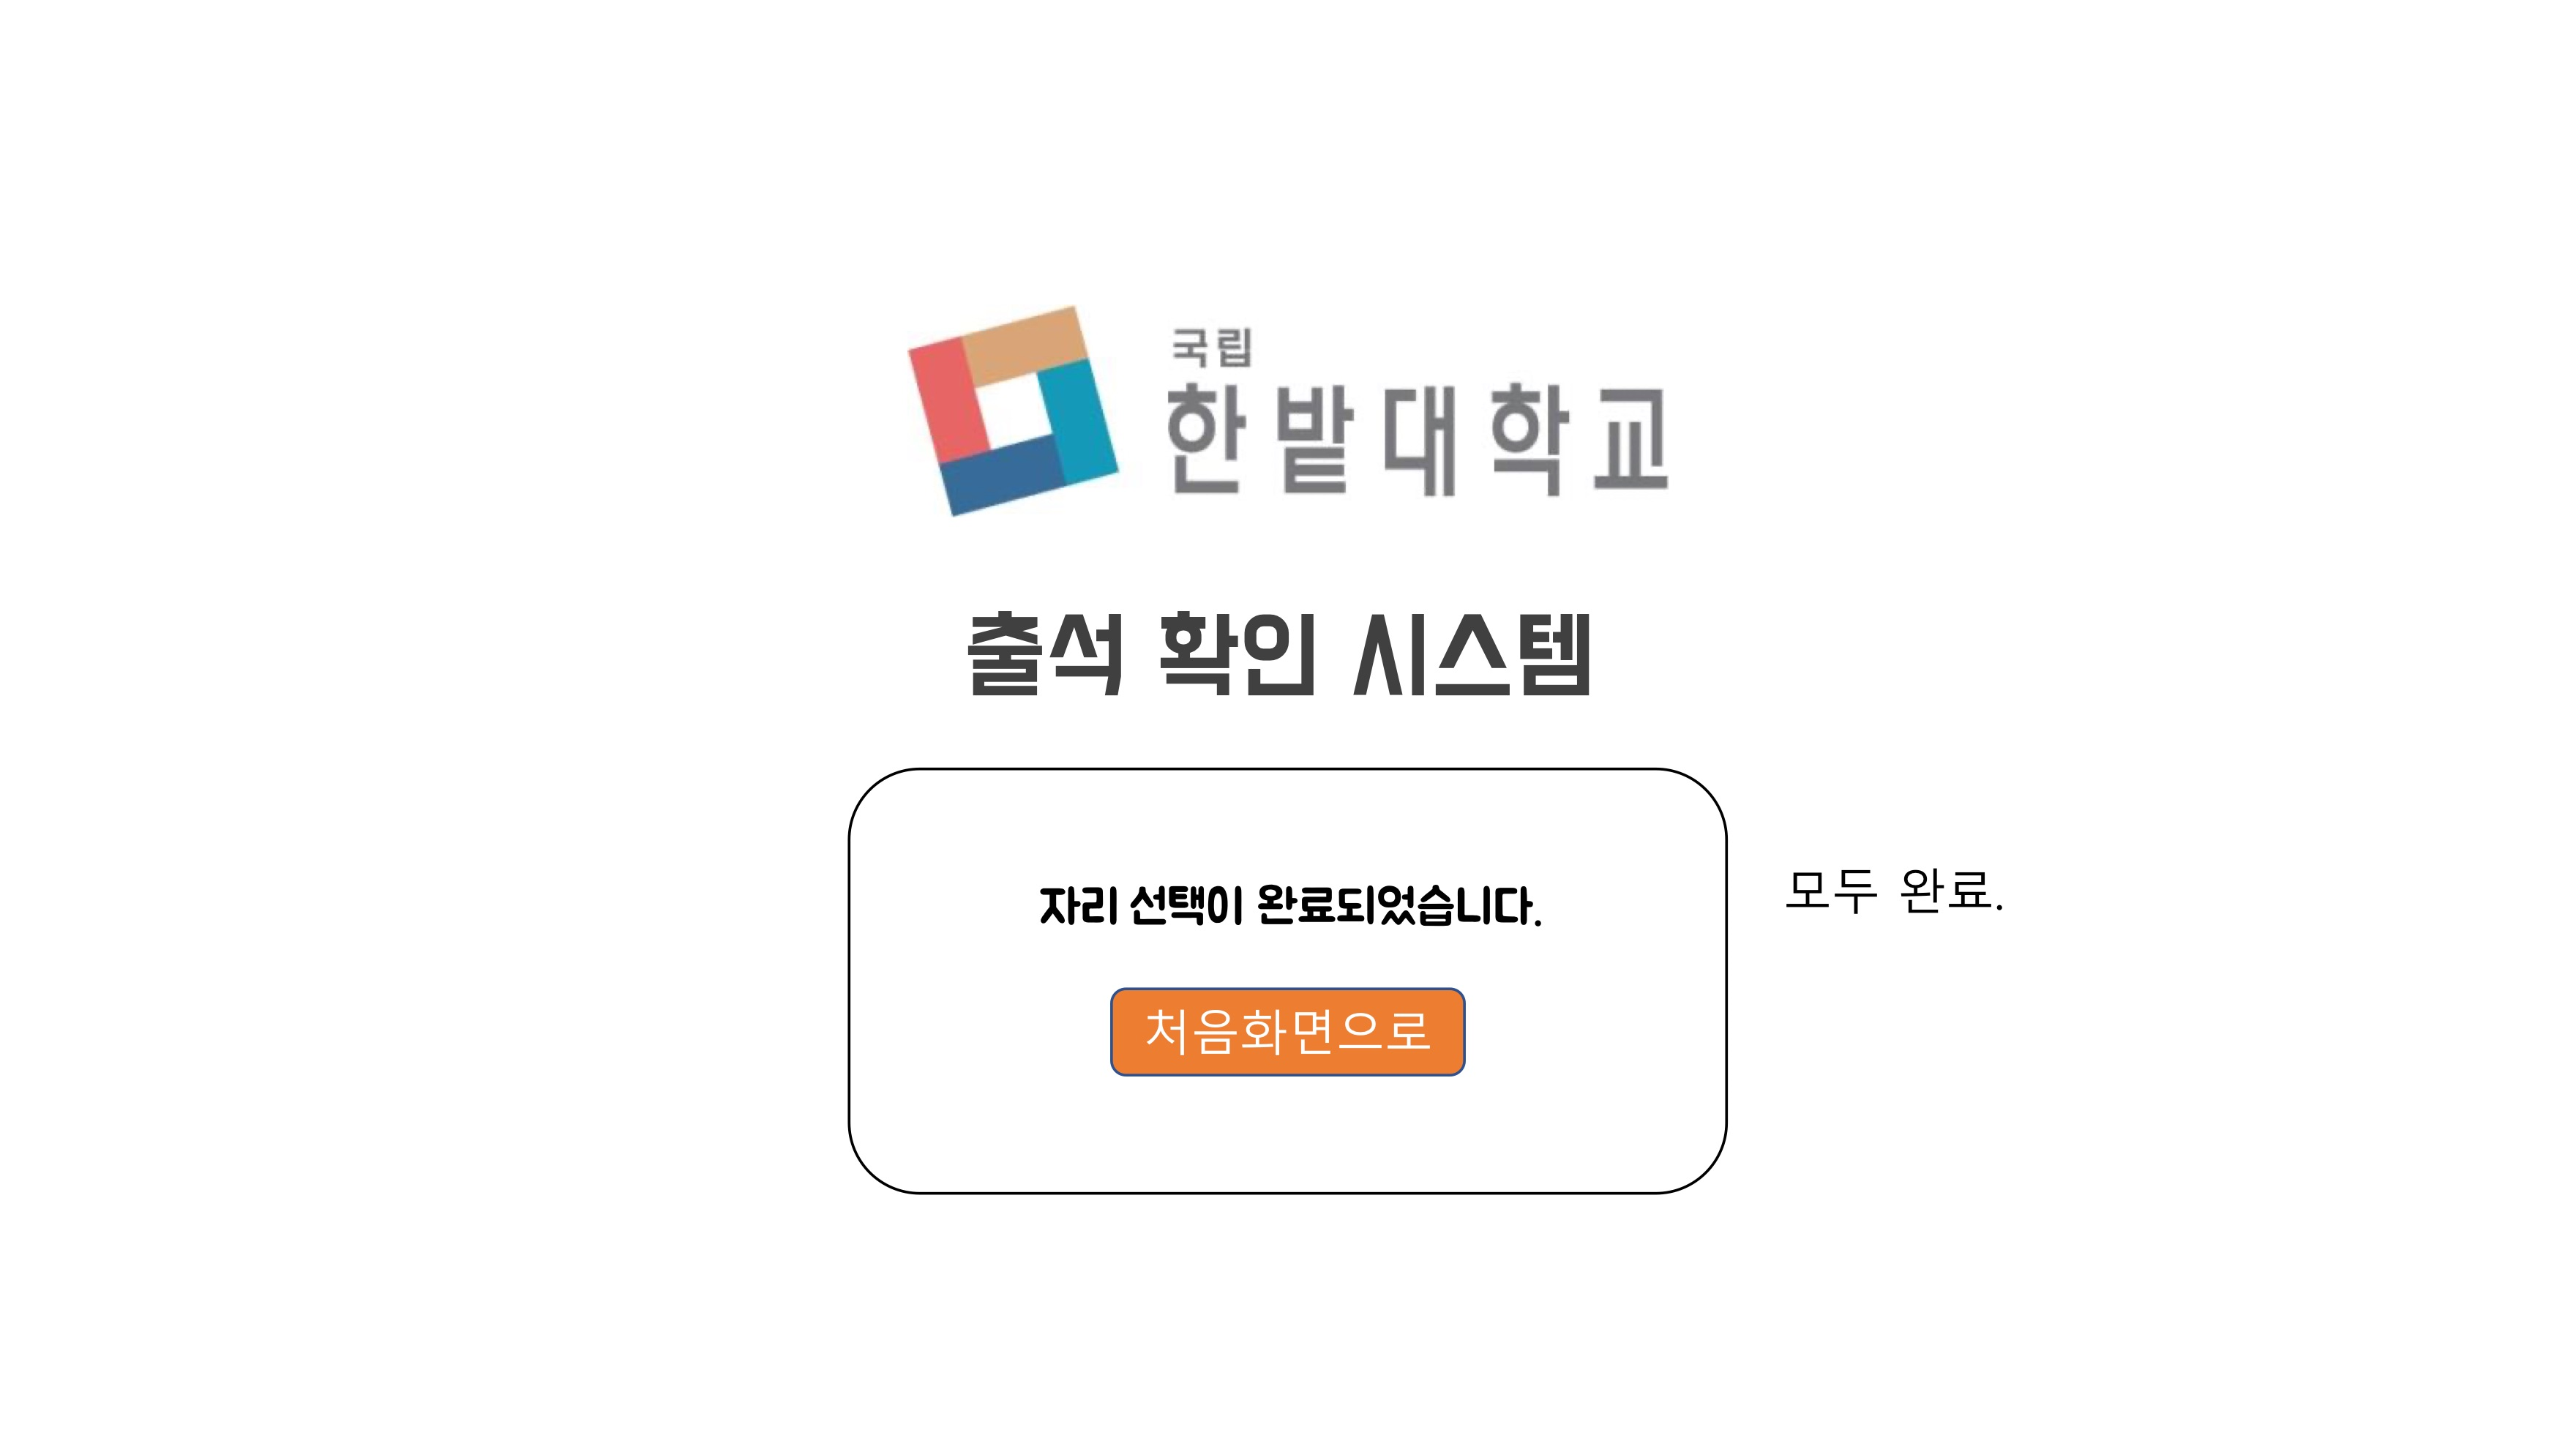 국립
한밭대학교
출석 확인 시스템
자리 선택이 완료되었습니다.
모두 완료.
처음화면으로